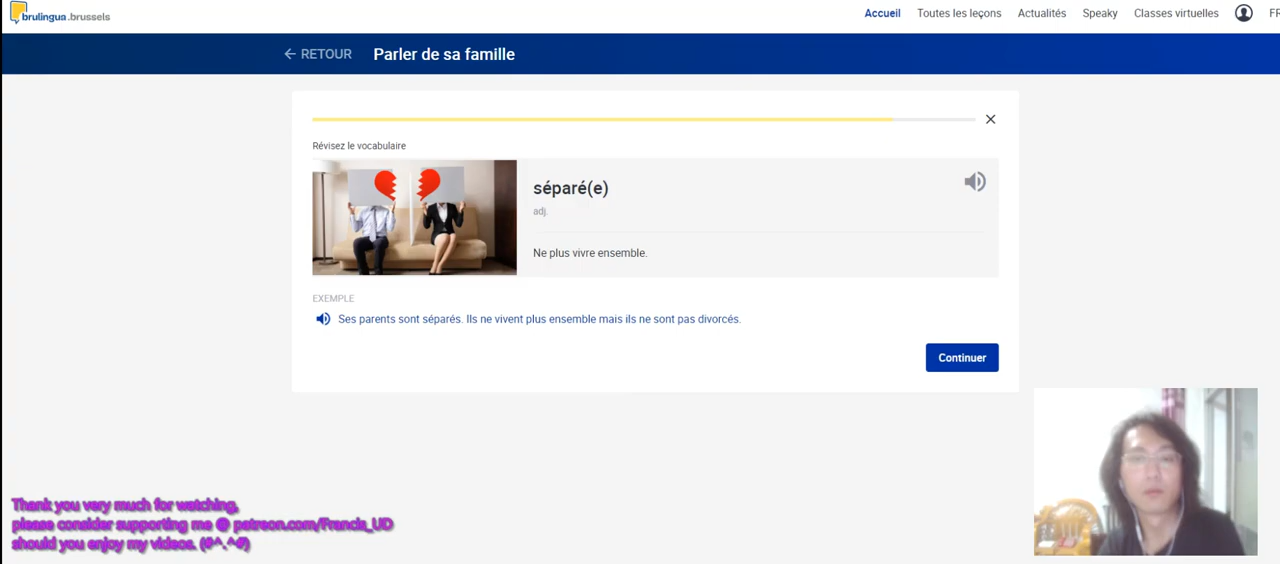 brulingua.brussels
Accueil Toutes les leçons Actualités Speaky Classes virtuelles FR
← RETOUR Parler de sa famille
Révisez le vocabulaire
séparé(e)
adj.
Ne plus vivre ensemble.
EXEMPLE
Ses parents sont séparés. Ils ne vivent plus ensemble mais ils ne sont pas divorcés.
Continuer
Thank you very much for watching,
please consider supporting me @ patreon.com/Francis_UD
should you enjoy my videos. (#^.^#)